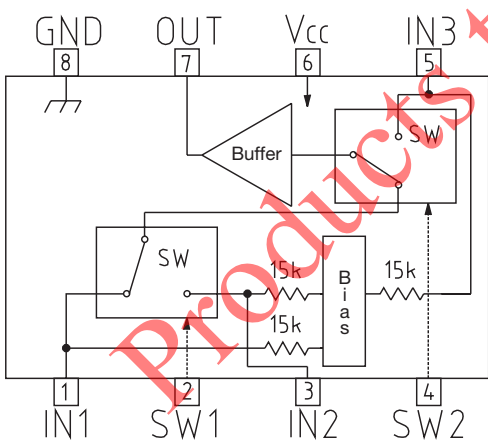 GND OUT Vcc IN3
8 7 6 5
SW
Buffer
SW
15k 15k
Bias
15k
1 2 3 4
IN1 SW1 IN2 SW2
Products